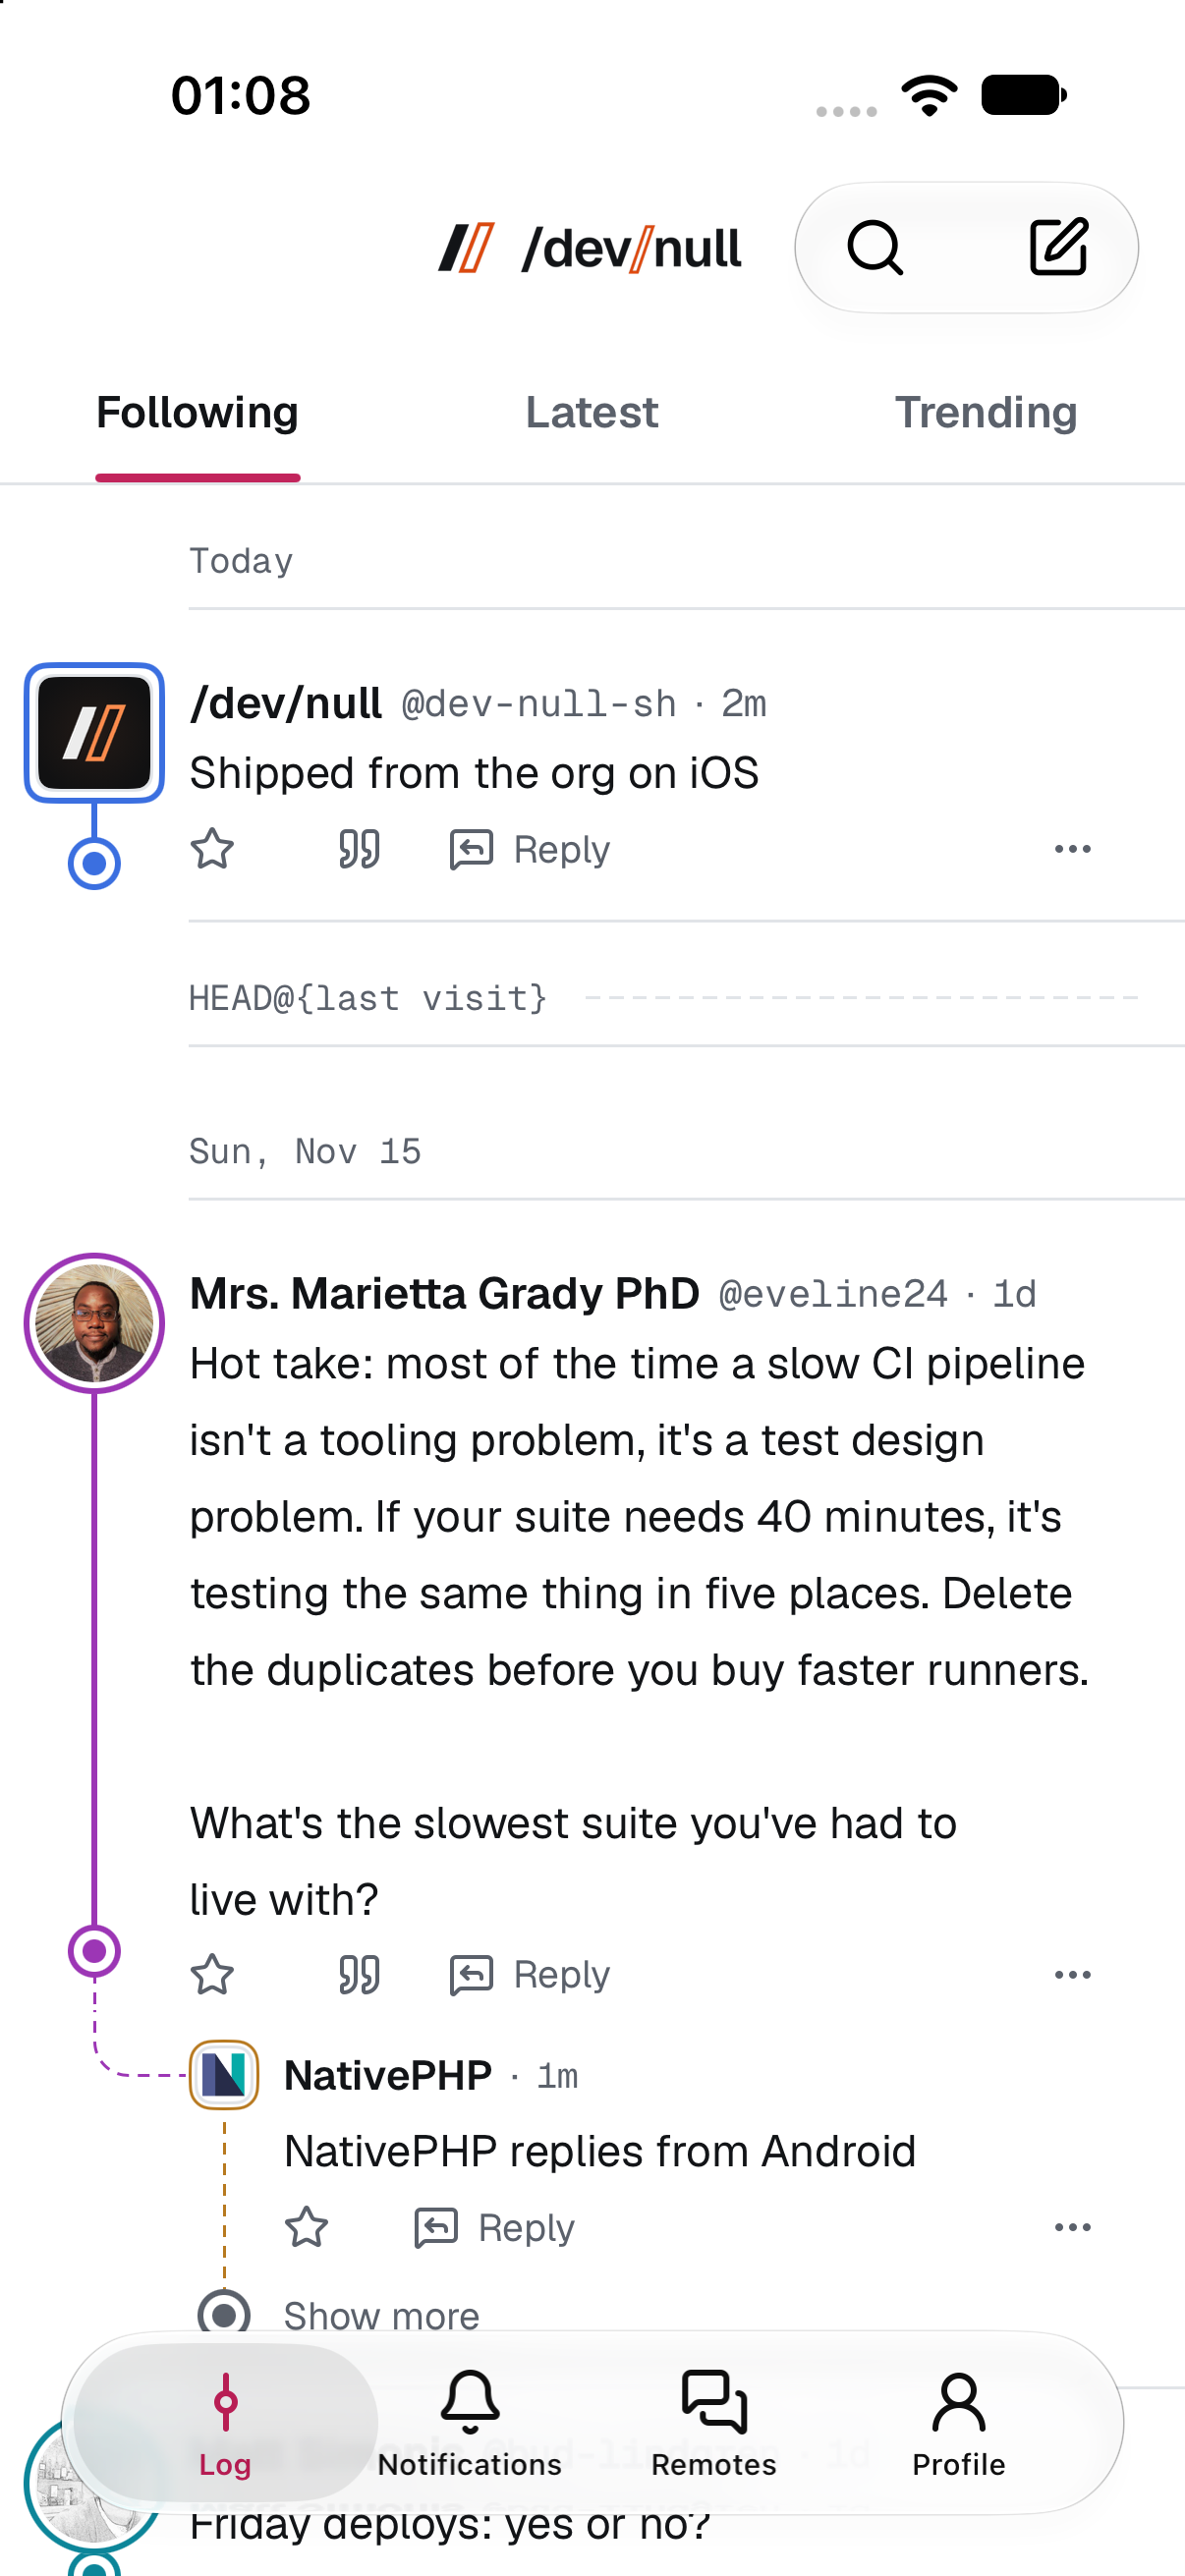 01:08
/dev//null
Following Latest Trending
Today
/dev/null @dev-null-sh · 2m
Shipped from the org on iOS
Reply
HEAD@{last visit}
Sun, Nov 15
Mrs. Marietta Grady PhD @eveline24 · 1d
Hot take: most of the time a slow CI pipeline
isn't a tooling problem, it's a test design
problem. If your suite needs 40 minutes, it's
testing the same thing in five places. Delete
the duplicates before you buy faster runners.
What's the slowest suite you've had to
live with?
Reply
NativePHP · 1m
NativePHP replies from Android
Reply
Show more
Log Notifications Remotes Profile
Friday deploys: yes or no?